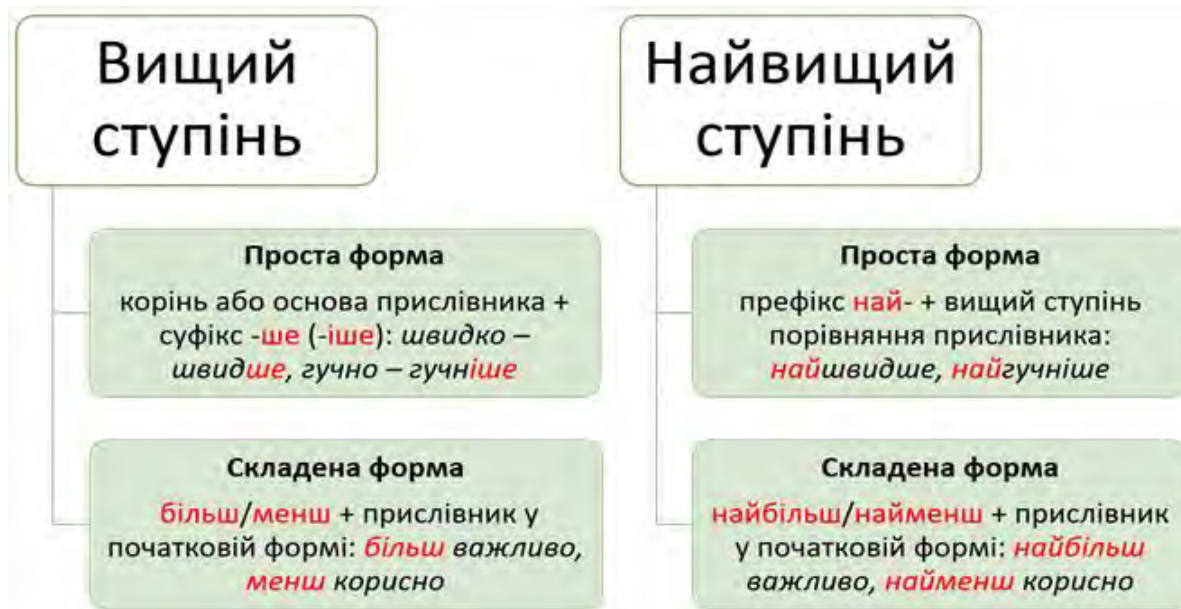 Вищий
ступінь
Проста форма
корінь або основа прислівника +
суфікс -ше (-іше): швидко –
швидше, гучно – гучніше
Складена форма
більш/менш + прислівник у
початковій формі: більш важливо,
менш корисно
Найвищий
ступінь
Проста форма
префікс най- + вищий ступінь
порівняння прислівника:
найшвидше, найгучніше
Складена форма
найбільш/найменш + прислівник
у початковій формі: найбільш
важливо, найменш корисно